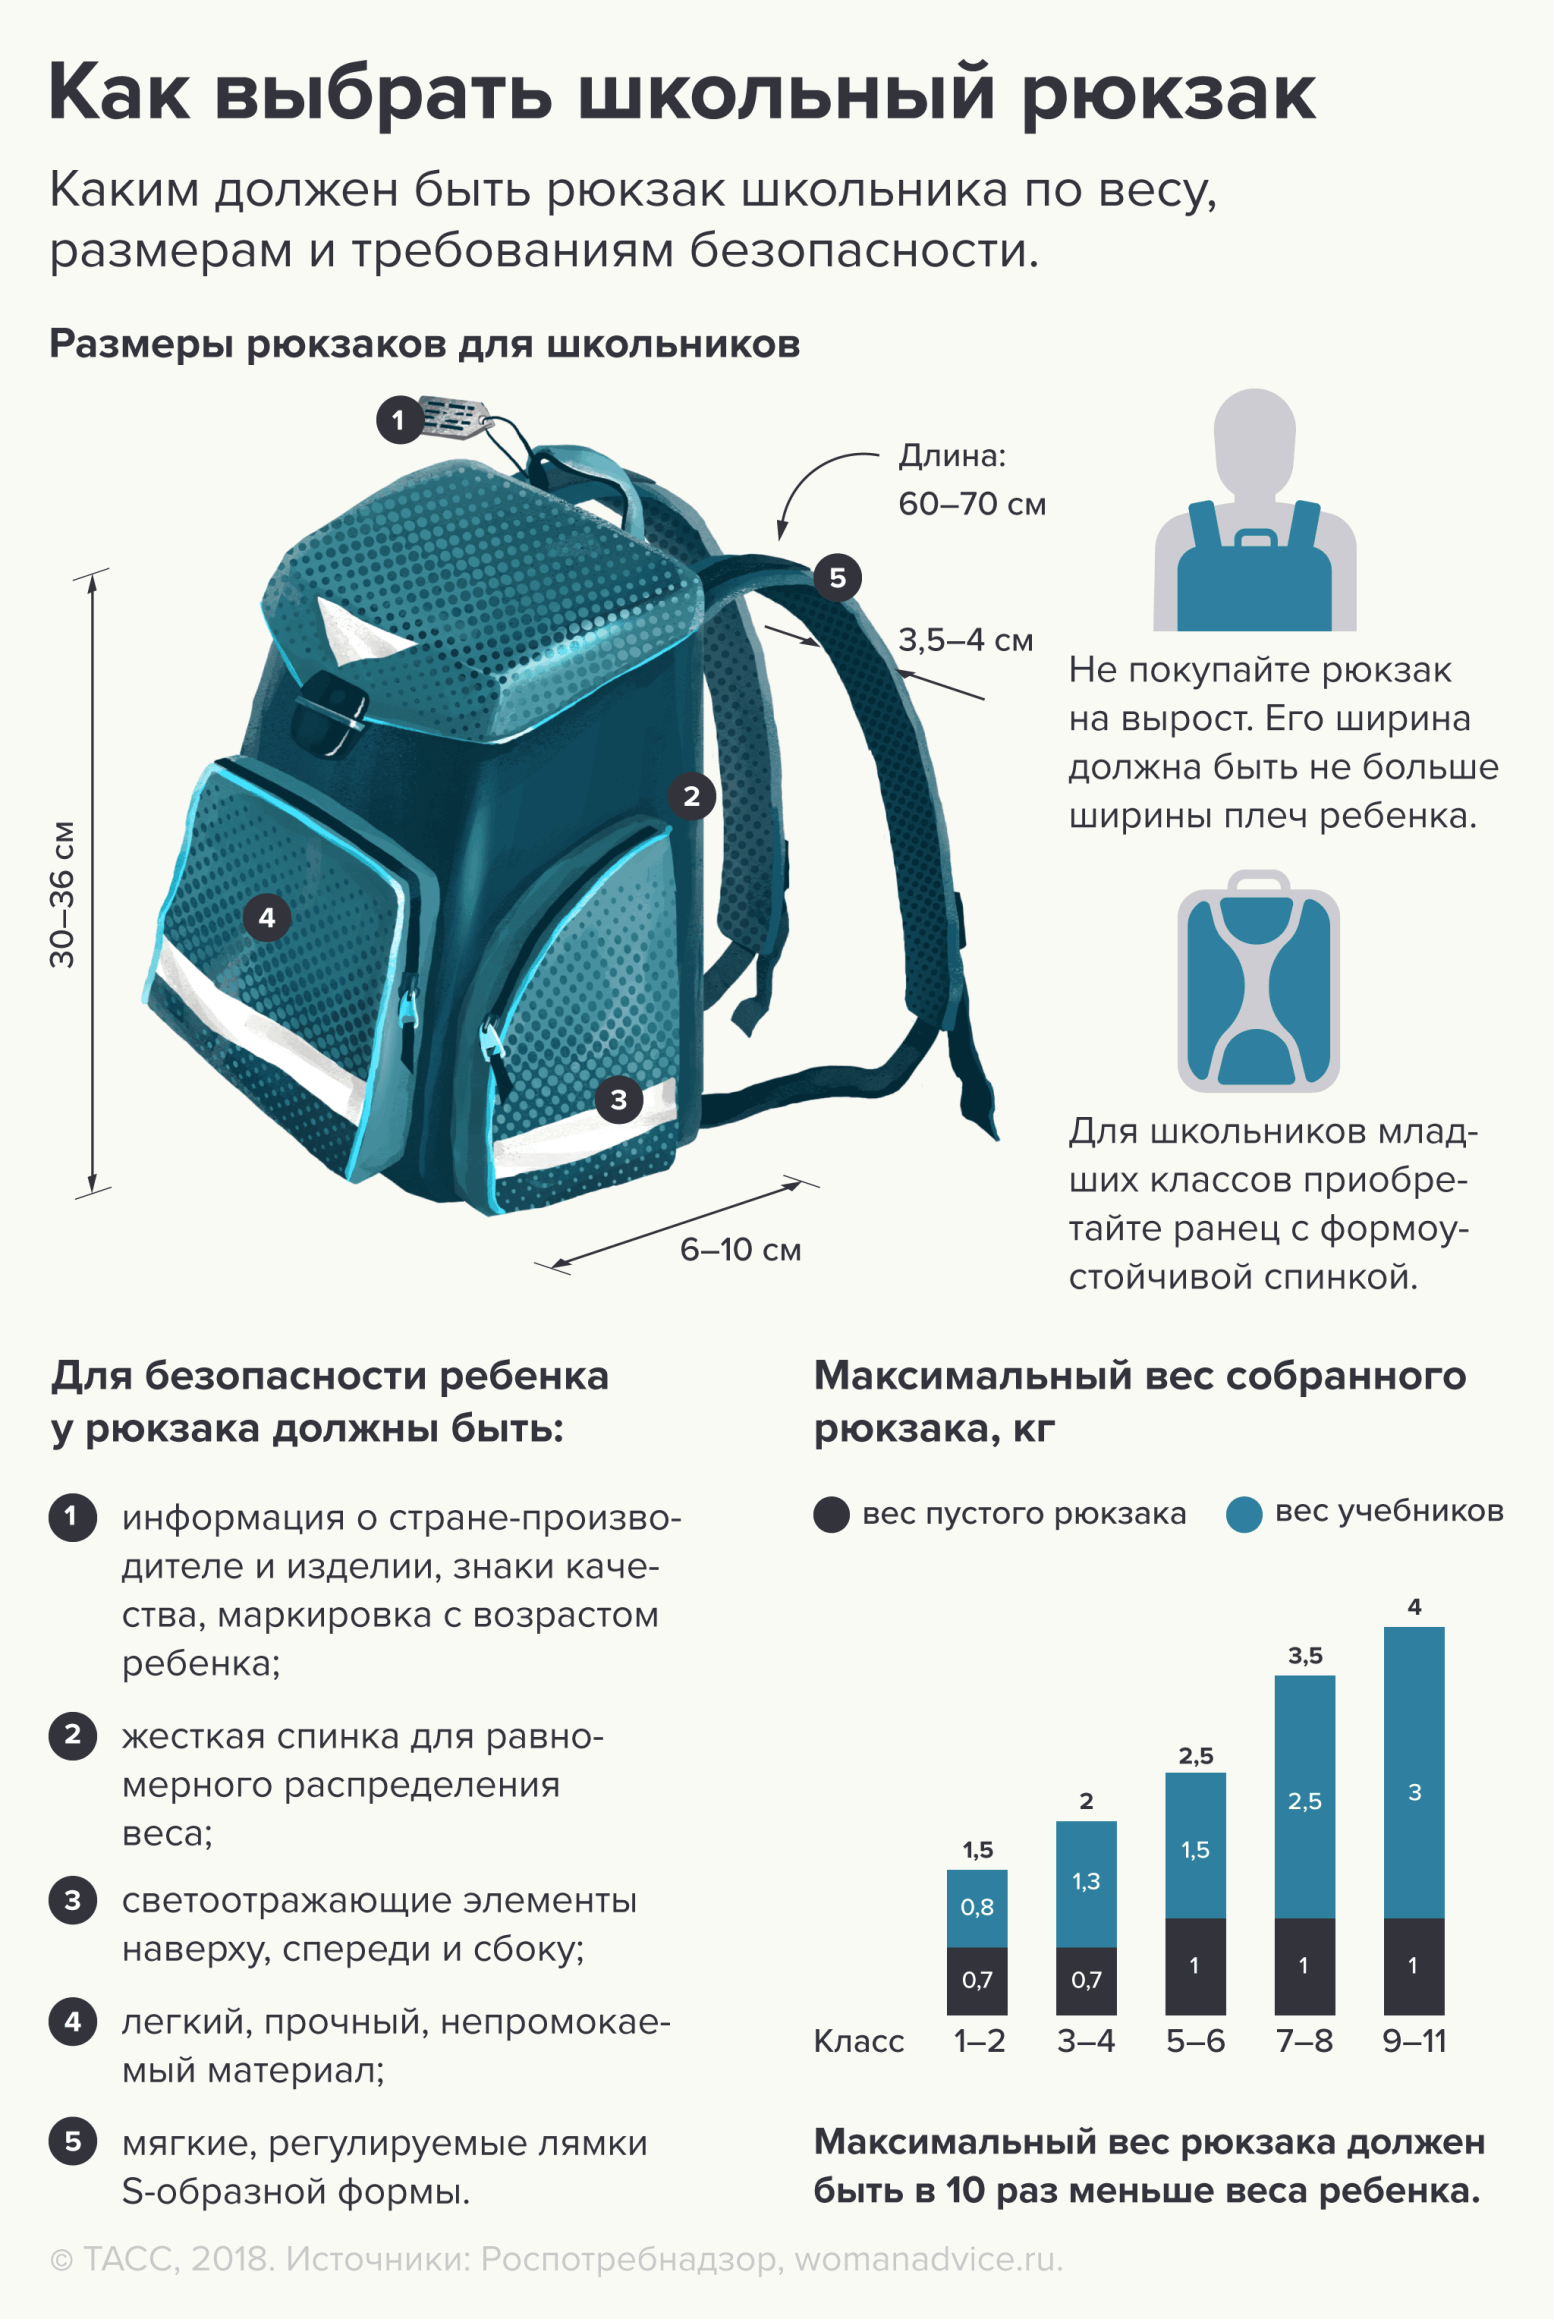 Как выбрать школьный рюкзак
Каким должен быть рюкзак школьника по весу,
размерам и требованиям безопасности.
Размеры рюкзаков для школьников
1
Длина:
60–70 см
5
3,5–4 см
2
4
3
30–36 см
6–10 см
Не покупайте рюкзак
на вырост. Его ширина
должна быть не больше
ширины плеч ребенка.
Для школьников млад-
ших классов приобре-
тайте ранец с формоу-
стойчивой спинкой.
Для безопасности ребенка
у рюкзака должны быть:
1 информация о стране-произво-
дителе и изделии, знаки каче-
ства, маркировка с возрастом
ребенка;
2 жесткая спинка для равно-
мерного распределения
веса;
3 светоотражающие элементы
наверху, спереди и сбоку;
4 легкий, прочный, непромокае-
мый материал;
5 мягкие, регулируемые лямки
S-образной формы.
Максимальный вес собранного
рюкзака, кг
вес пустого рюкзака вес учебников
4
3,5
2,5
2
1,5
3
2,5
1,5
1,3
0,8
0,7 0,7 1 1 1
Класс 1–2 3–4 5–6 7–8 9–11
Максимальный вес рюкзака должен
быть в 10 раз меньше веса ребенка.
© ТАСС, 2018. Источники: Роспотребнадзор, womanadvice.ru.